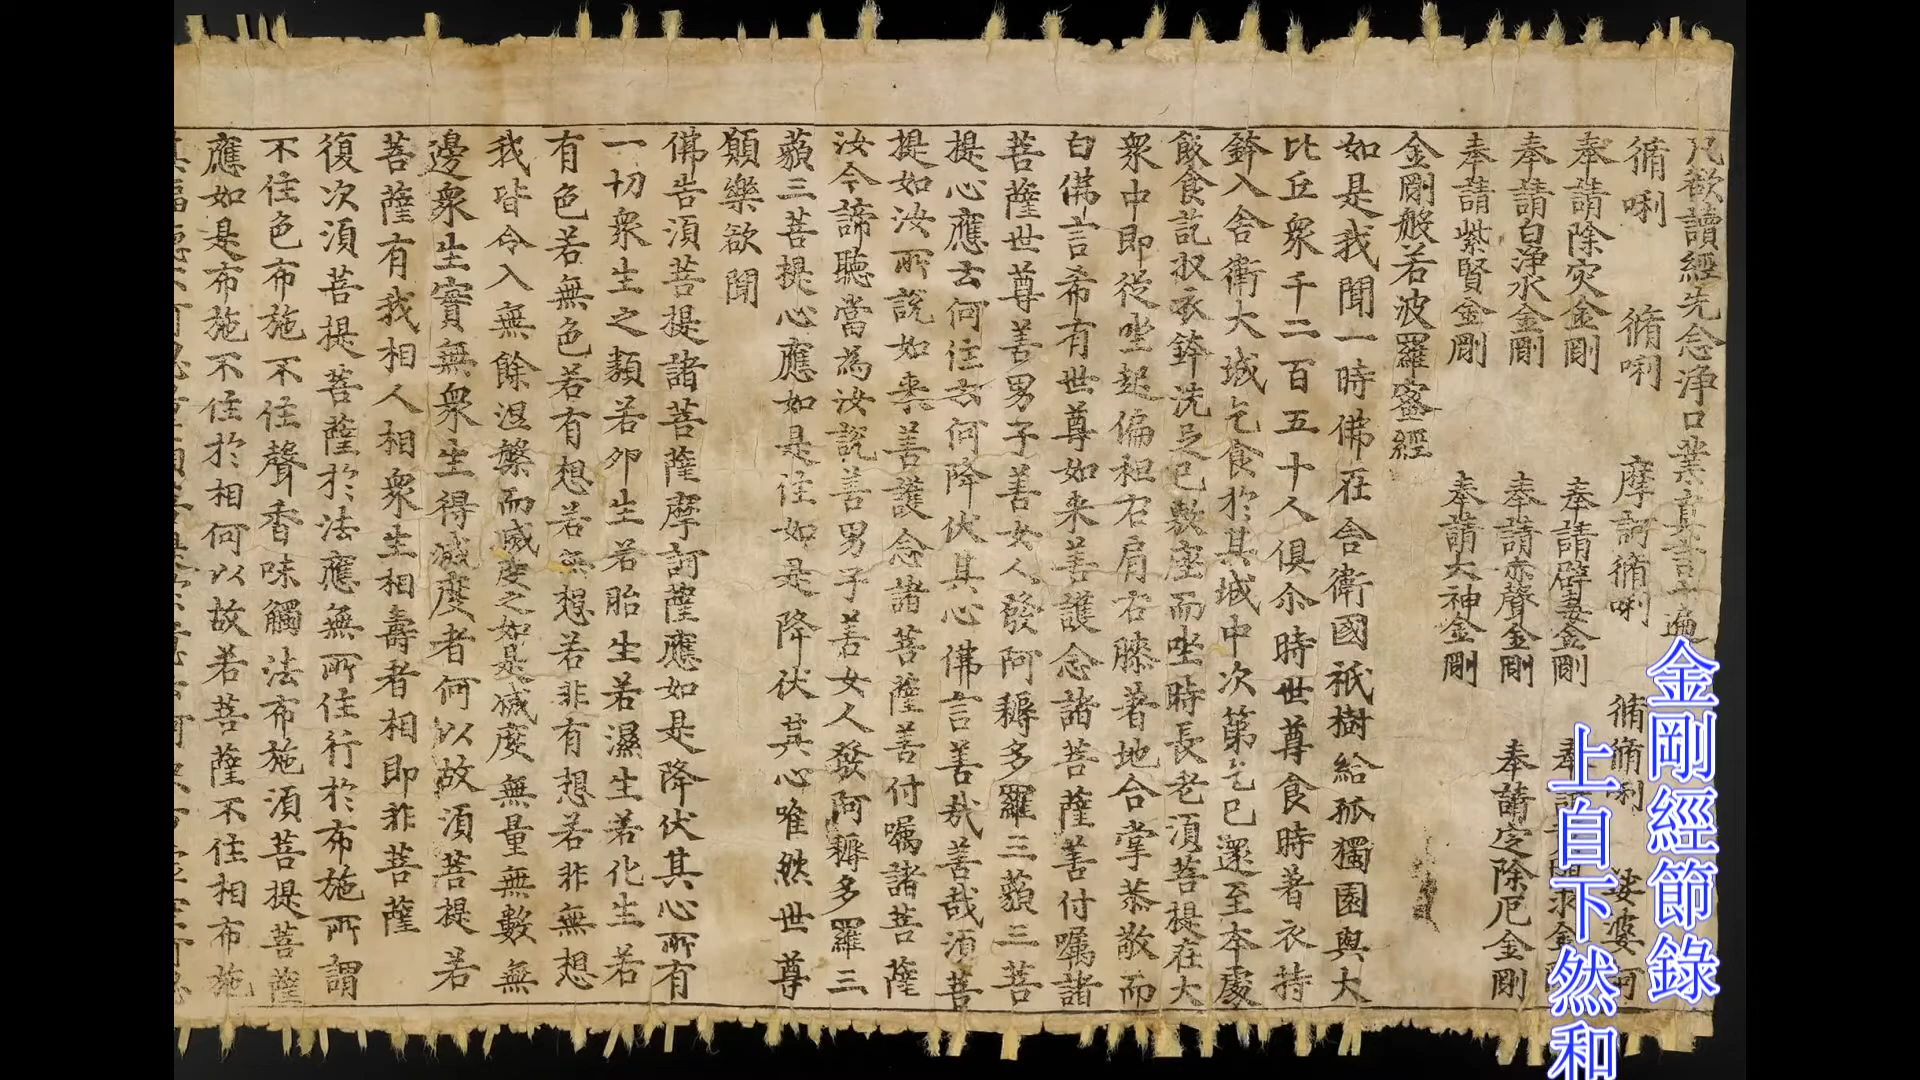 凡欲讀經先念淨口業真言一遍
脩唎 脩唎 摩訶脩唎 脩脩唎 娑婆訶
奉請除灾金剛 奉請辟毒金剛 奉請
奉請白淨水金剛 奉請赤聲金剛 奉請定除厄金剛
奉請紫賢金剛 奉請大神金剛
金剛般若波羅蜜經
如是我聞一時佛在舍衛國祇樹給孤獨園與大
比丘眾千二百五十人俱尒時世尊食時著衣持
鉢入舍衛大城乞食於其城中次第乞已還至本處
飯食訖収衣鉢洗足已敷座而坐時長老須菩提在大
眾中即從坐起偏袒右肩右膝著地合掌恭敬而
白佛言希有世尊如来善護念諸菩薩善付囑諸
菩薩世尊善男子善女人發阿耨多羅三藐三菩
提心應云何住云何降伏其心佛言善哉善哉須菩
提如汝所說如来善護念諸菩薩善付囑諸菩薩
汝今諦聽當為汝說善男子善女人發阿耨多羅三
藐三菩提心應如是住如是降伏其心唯然世尊
願樂欲聞
佛告須菩提諸菩薩摩訶薩應如是降伏其心所有
一切眾生之類若卵生若胎生若濕生若化生若
有色若無色若有想若無想若非有想若非無想
我皆令入無餘涅槃而滅度之如是滅度無量無數無
邊眾生實無眾生得滅度者何以故須菩提若
菩薩有我相人相眾生相壽者相即非菩薩
復次須菩提菩薩於法應無所住行於布施所謂
不住色布施不住聲香味觸法布施須菩提菩薩
應如是布施不住於相何以故若菩薩不住相布施
金剛經節錄
上自下然和